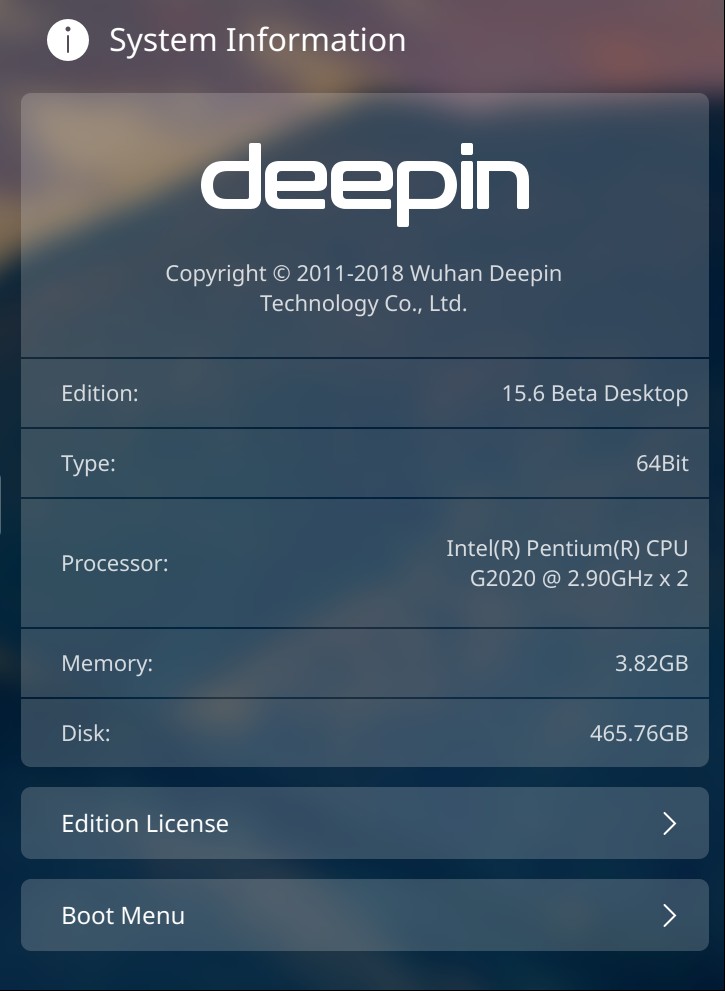 System Information
deepin
Copyright © 2011-2018 Wuhan Deepin
Technology Co., Ltd.
Edition: 15.6 Beta Desktop
Type: 64Bit
Processor: Intel(R) Pentium(R) CPU
G2020 @ 2.90GHz x 2
Memory: 3.82GB
Disk: 465.76GB
Edition License
Boot Menu